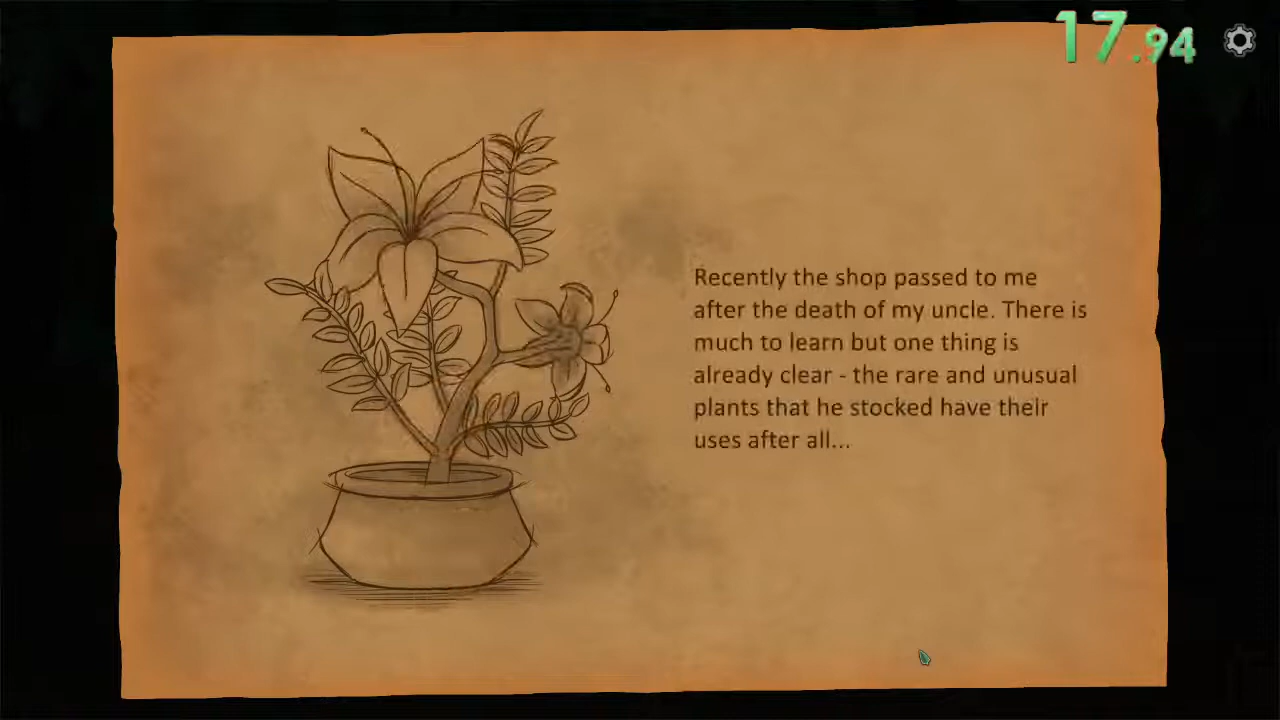 17.94
Recently the shop passed to me
after the death of my uncle. There is
much to learn but one thing is
already clear - the rare and unusual
plants that he stocked have their
uses after all...